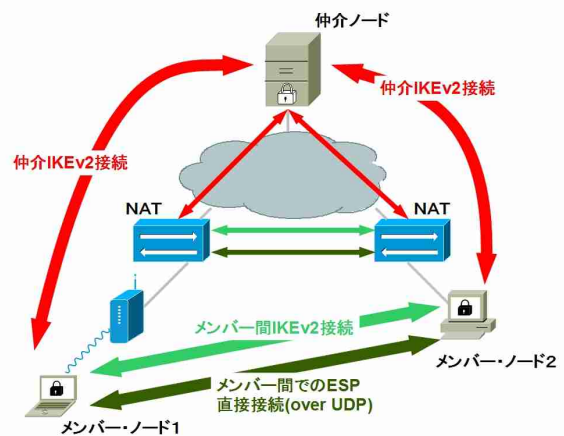 仲介ノード
仲介IKEv2接続
仲介IKEv2接続
NAT
NAT
メンバー間IKEv2接続
メンバー・ノード2
メンバー間でのESP
直接接続(over UDP)
メンバー・ノード1